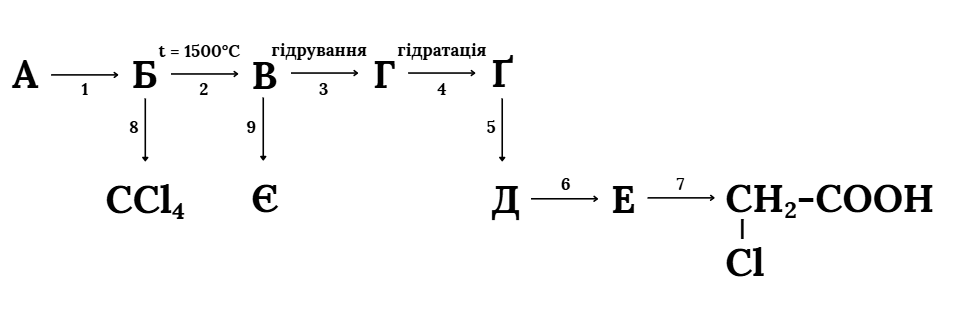 t = 1500°C гідрування гідратація
А Б В Г Ґ
1 2 3 4
8 9 5
CCl₄ Є Д 6 Е 7 CH₂-COOH
Cl